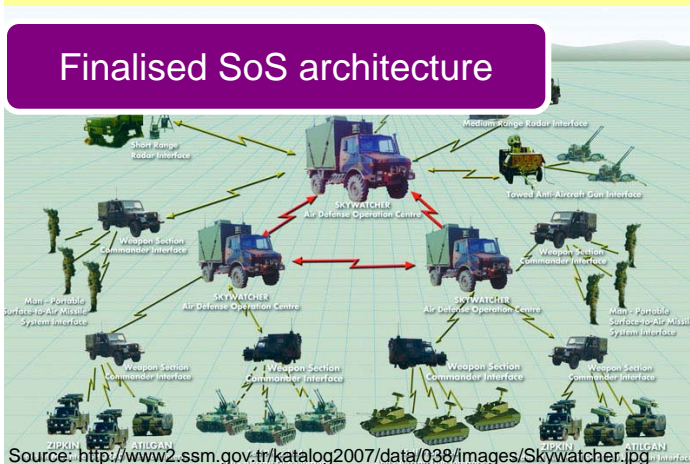 Finalised SoS architecture
Short Range
Radar Interface
Medium Range Radar Interface
Towed Anti-Aircraft Gun Interface
SKYWATCHER
Air Defense Operation Centre
Weapon Section
Commander Interface
Weapon Section
Commander Interface
SKYWATCHER
Air Defense Operation Centre
SKYWATCHER
Air Defense Operation Centre
Man - Portable
Surface-to-Air Missile
System Interface
Man - Portable
Surface-to-Air Missil
System Interface
Weapon Section
Commander Interface
Weapon Section
Commander Interface
Weapon Section
Commander Interface
Weapon Section
Commander Interface
ZIPKIN
ATILGAN
ZIPKIN
ATILGAN
Source: http://www2.ssm.gov.tr/katalog2007/data/038/images/Skywatcher.jpg